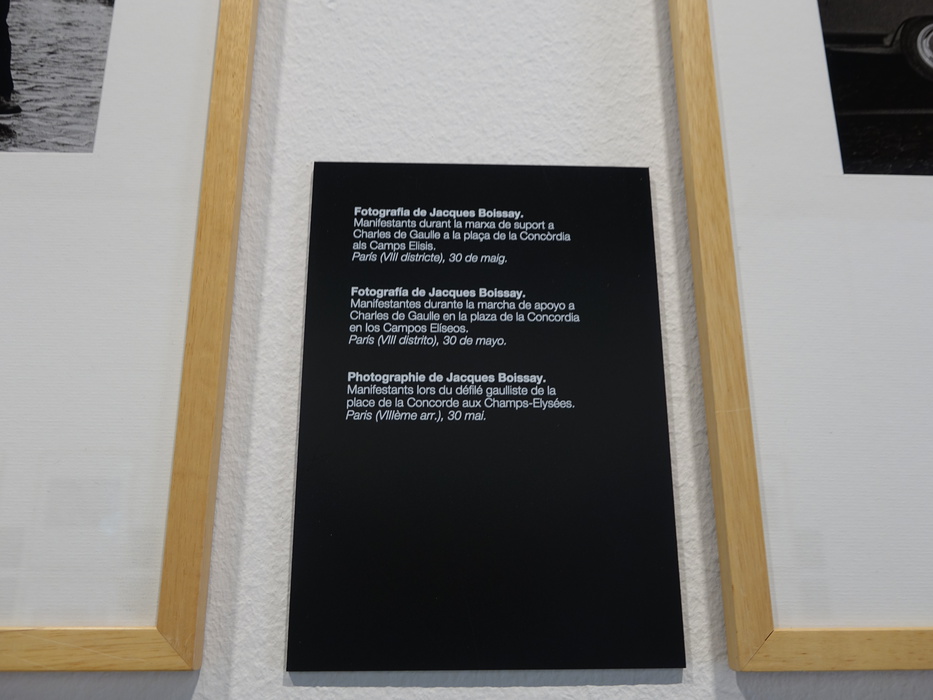 Fotografia de Jacques Boissay.
Manifestants durant la marxa de suport a
Charles de Gaulle a la plaça de la Concòrdia
als Camps Elisis.
París (VIII districte), 30 de maig.
Fotografía de Jacques Boissay.
Manifestantes durante la marcha de apoyo a
Charles de Gaulle en la plaza de la Concordia
en los Campos Elíseos.
París (VIII distrito), 30 de mayo.
Photographie de Jacques Boissay.
Manifestants lors du défilé gaulliste de la
place de la Concorde aux Champs-Elysées.
Paris (VIIIème arr.), 30 mai.